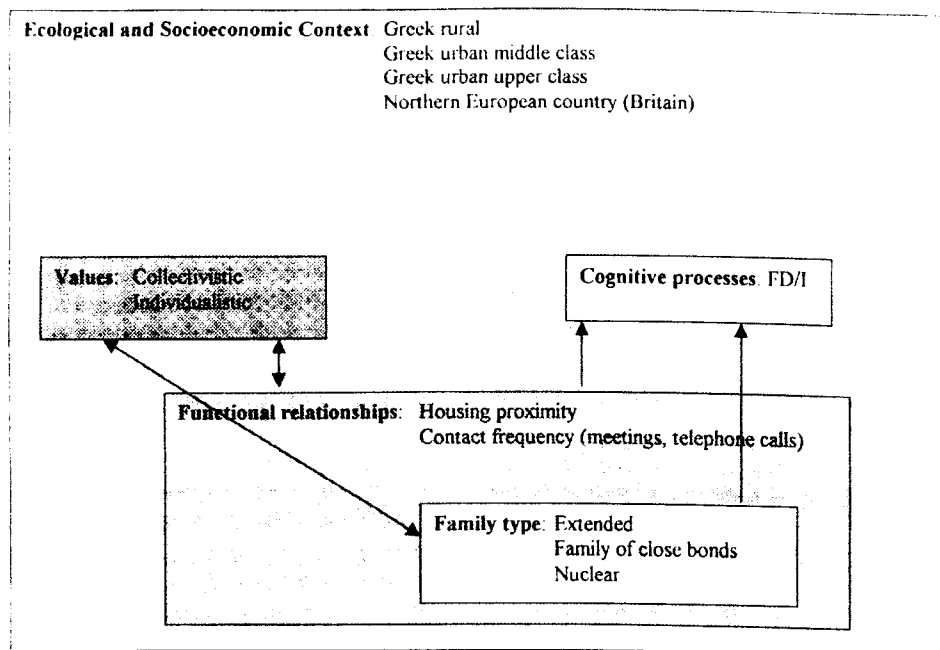 Ecological and Socioeconomic Context: Greek rural
Greek urban middle class
Greek urban upper class
Northern European country (Britain)
Values: Collectivistic
Individualistic
Cognitive processes: FD/I
Functional relationships: Housing proximity
Contact frequency (meetings, telephone calls)
Family type: Extended
Family of close bonds
Nuclear